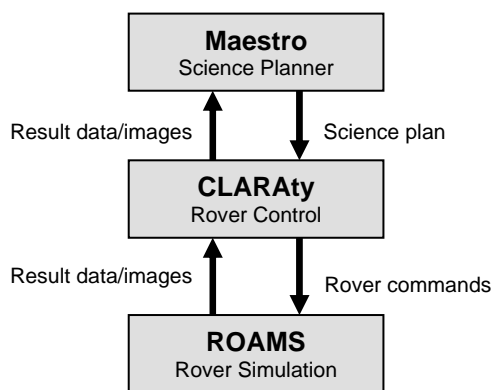 Maestro
Science Planner
Result data/images
Science plan
CLARAty
Rover Control
Result data/images
Rover commands
ROAMS
Rover Simulation